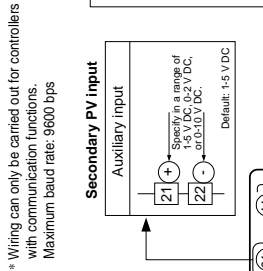 * Wiring can only be carried out for controllers
with communication functions.
Maximum baud rate: 9600 bps
Secondary PV input
Auxiliary input
21
+
22
-
Specify in a range of
1-5 V DC, 0-2 V DC,
or 0-10 V DC.
Default: 1-5 V DC